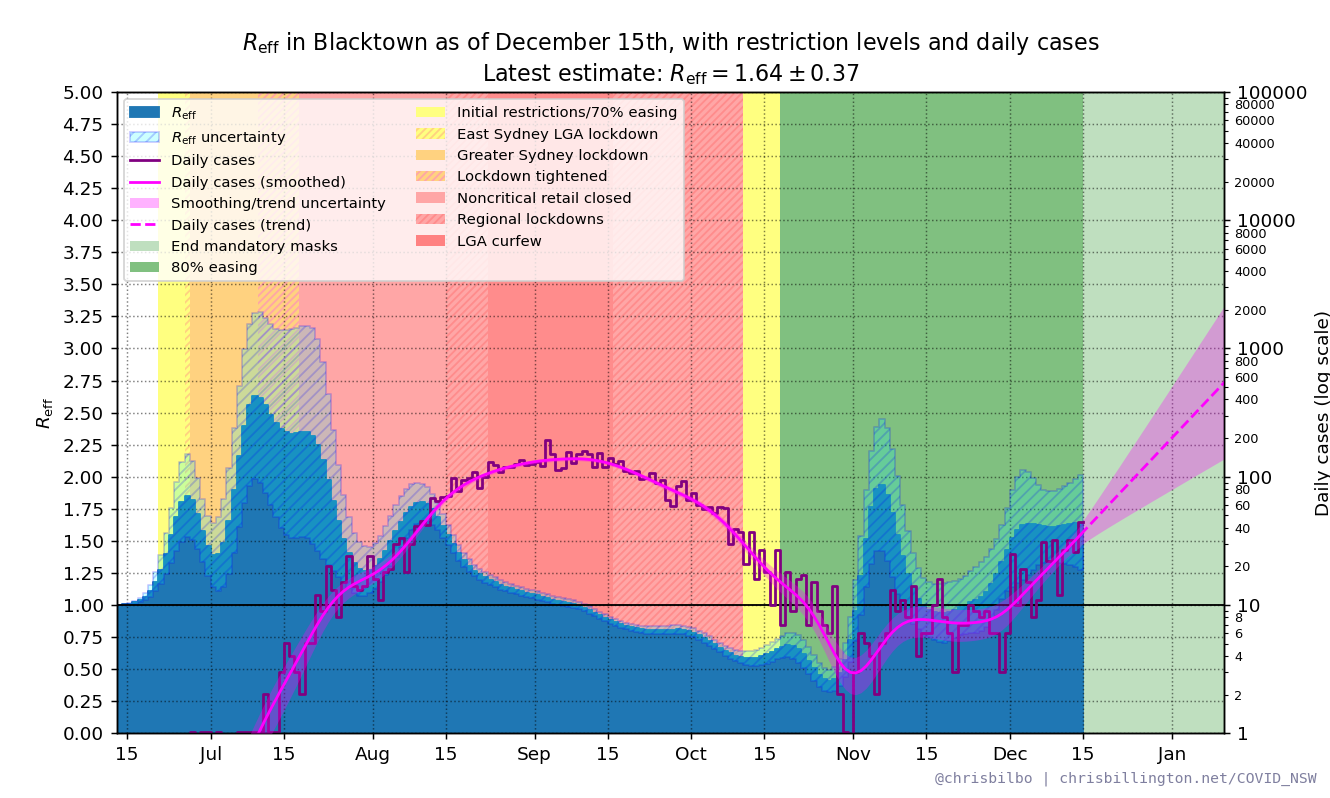 R_eff in Blacktown as of December 15th, with restriction levels and daily cases
Latest estimate: R_eff = 1.64 ± 0.37
R_eff
R_eff uncertainty
Daily cases
Daily cases (smoothed)
Smoothing/trend uncertainty
Daily cases (trend)
End mandatory masks
80% easing
Initial restrictions/70% easing
East Sydney LGA lockdown
Greater Sydney lockdown
Lockdown tightened
Noncritical retail closed
Regional lockdowns
LGA curfew
R_eff
5.00
4.75
4.50
4.25
4.00
3.75
3.50
3.25
3.00
2.75
2.50
2.25
2.00
1.75
1.50
1.25
1.00
0.75
0.50
0.25
0.00
100000
80000
60000
40000
20000
10000
8000
6000
4000
2000
1000
800
600
400
200
100
80
60
40
20
10
8
6
4
2
1
Daily cases (log scale)
15 Jul 15 Aug 15 Sep 15 Oct 15 Nov 15 Dec 15 Jan
@chrisbilbo | chrisbillington.net/COVID_NSW